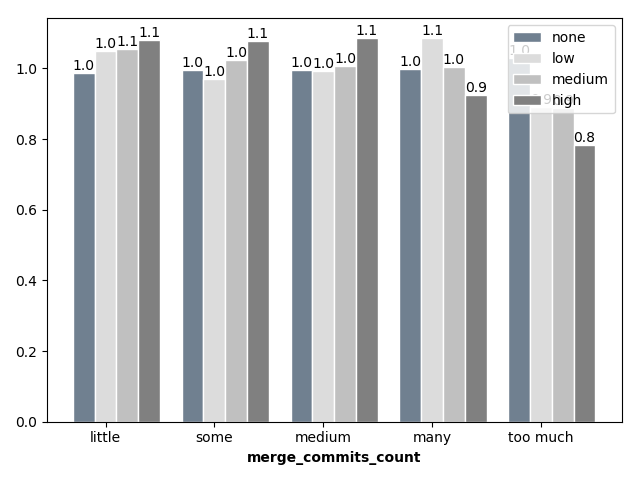 1.0 1.0 1.1 1.1
1.0 1.0 1.0 1.1
1.0 1.0 1.0 1.1
1.0 1.1 1.0 0.9
1.0 0.8
none
low
medium
high
1.0
0.8
0.6
0.4
0.2
0.0
little some medium many too much
merge_commits_count